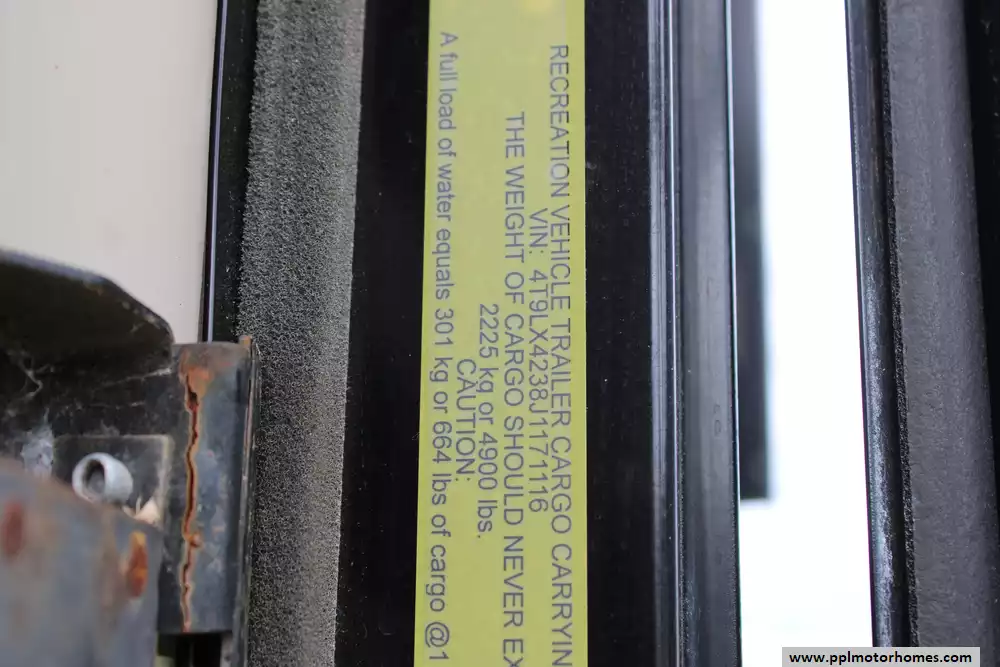 RECREATION VEHICLE TRAILER CARGO CARRYIN
VIN: 4T9LX4238J1171116
THE WEIGHT OF CARGO SHOULD NEVER EX
2225 kg or 4900 lbs.
CAUTION:
A full load of water equals 301 kg or 664 lbs of cargo @1
www.pplmotorhomes.com